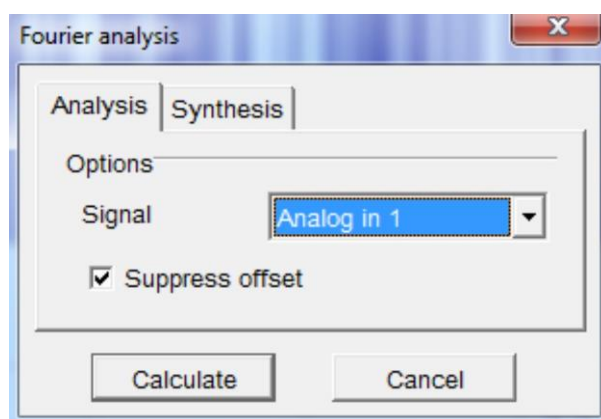 Fourier analysis
Analysis Synthesis
Options
Signal Analog in 1
Suppress offset
Calculate Cancel